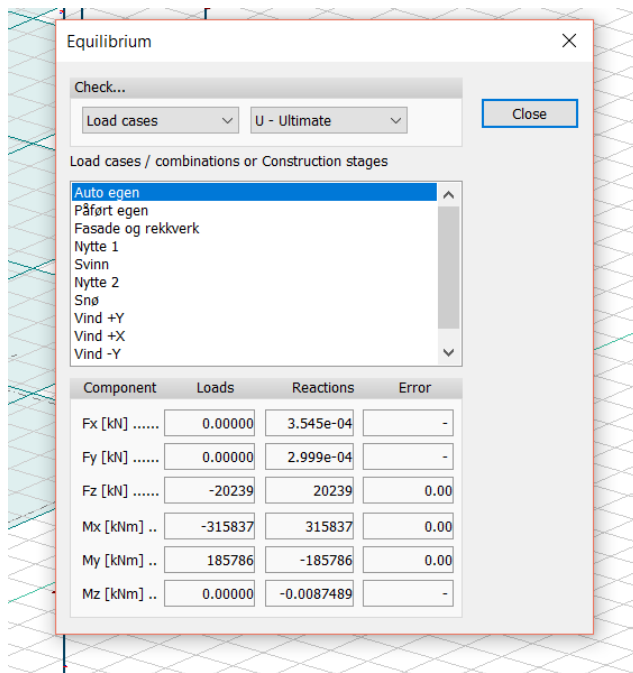 Equilibrium
Check...
Load cases U - Ultimate
Close
Load cases / combinations or Construction stages
Auto egen
Påført egen
Fasade og rekkverk
Nytte 1
Svinn
Nytte 2
Snø
Vind +Y
Vind +X
Vind -Y
Component Loads Reactions Error
Fx [kN] ...... 0.00000 3.545e-04 -
Fy [kN] ...... 0.00000 2.999e-04 -
Fz [kN] ...... -20239 20239 0.00
Mx [kNm] .. -315837 315837 0.00
My [kNm] .. 185786 -185786 0.00
Mz [kNm] .. 0.00000 -0.0087489 -